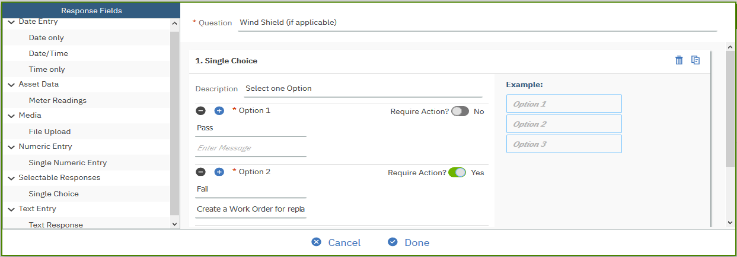 Response Fields
Date Entry
Date only
Date/Time
Time only
Asset Data
Meter Readings
Media
File Upload
Numeric Entry
Single Numeric Entry
Selectable Responses
Single Choice
Text Entry
Text Response
* Question Wind Shield (if applicable)
1. Single Choice
Description Select one Option
* Option 1 Require Action? No
Pass
Enter Message
* Option 2 Require Action? Yes
Fail
Create a Work Order for repla
Example:
Option 1
Option 2
Option 3
Cancel Done